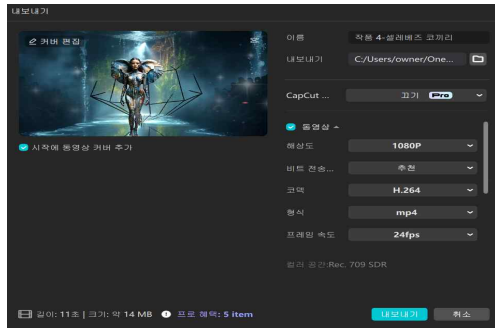 내보내기
커버 편집
시작에 동영상 커버 추가
이름 작품 4-셀레베즈 코끼리
내보내기 C:/Users/owner/One...
CapCut ... 끄기 Pro
동영상
해상도 1080P
비트 전송... 추천
코덱 H.264
형식 mp4
프레임 속도 24fps
컬러 공간:Rec. 709 SDR
길이: 11초 | 크기: 약 14 MB 프로 혜택: 5 item
내보내기 취소